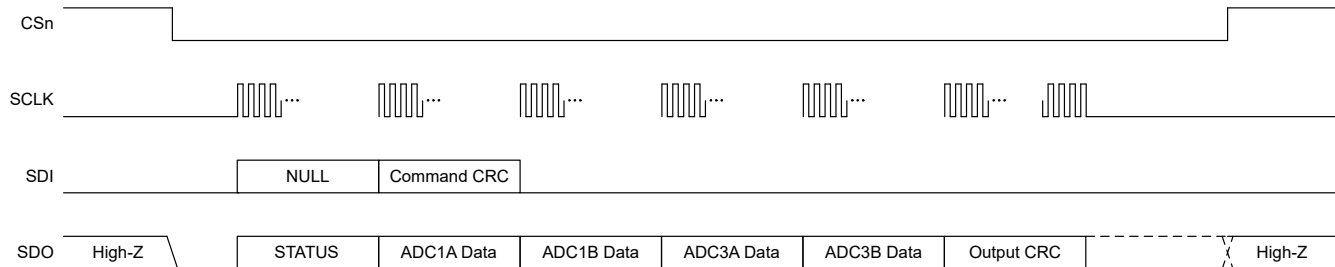 CSn
SCLK ... ... ... ... ... ...
SDI NULL Command CRC
SDO High-Z STATUS ADC1A Data ADC1B Data ADC3A Data ADC3B Data Output CRC High-Z